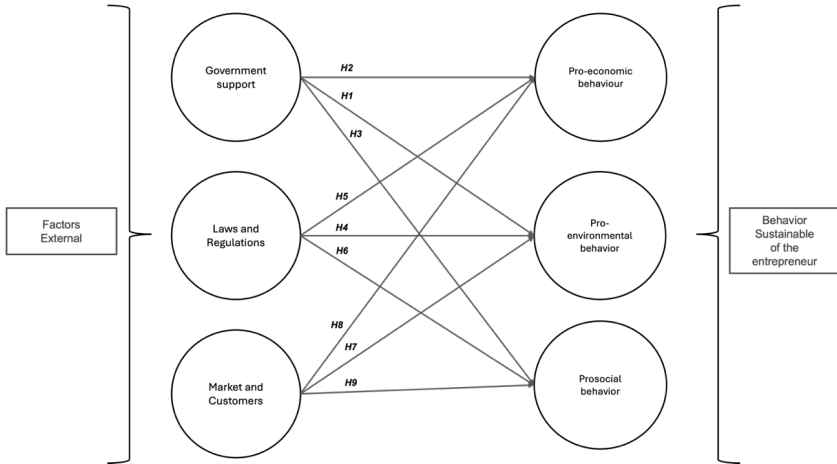 Government
support
H2
H1
H3
Pro-economic
behaviour
Factors
External
Laws and
Regulations
H5
H4
H6
Pro-
environmental
behavior
Behavior
Sustainable
of the
entrepreneur
Market and
Customers
H8
H7
H9
Prosocial
behavior